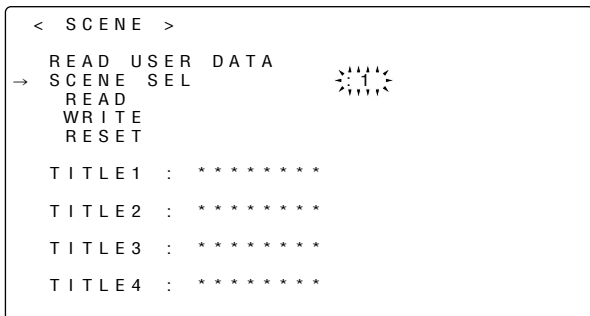 < SCENE >
READ USER DATA
→ SCENE SEL : 1
READ
WRITE
RESET
TITLE1 : ********
TITLE2 : ********
TITLE3 : ********
TITLE4 : ********